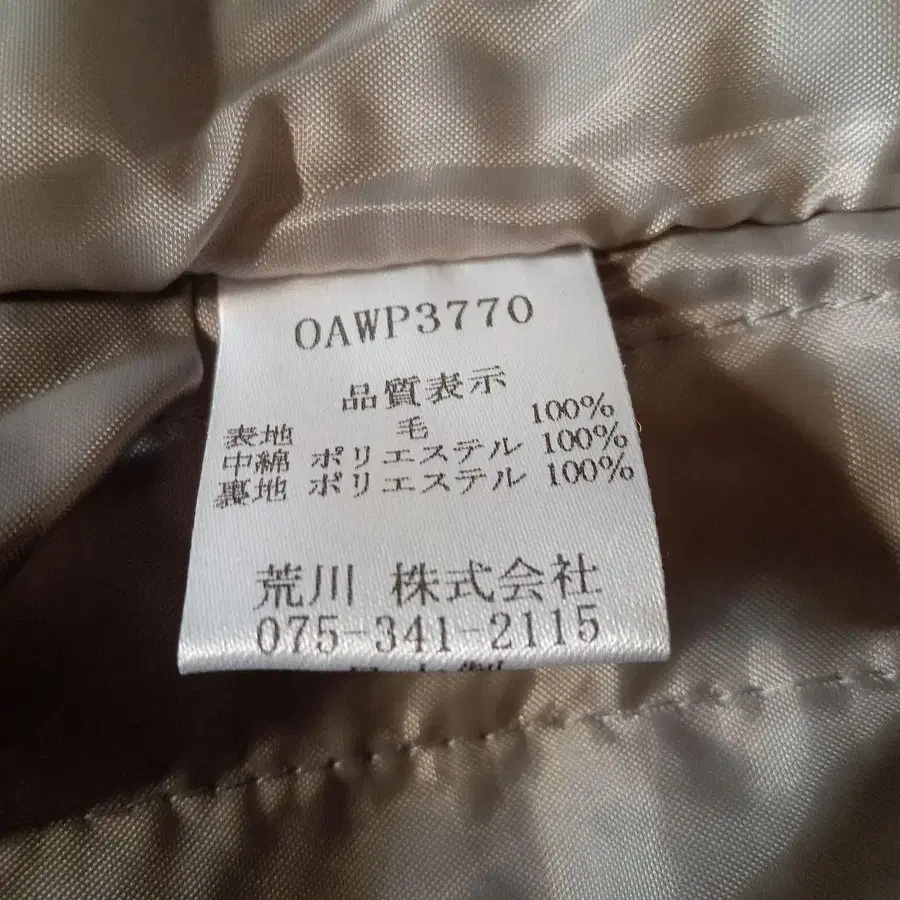 OAWP3770
品質表示
表地 毛 100%
中綿 ポリエステル 100%
裏地 ポリエステル 100%
荒川 株式会社
075-341-2115